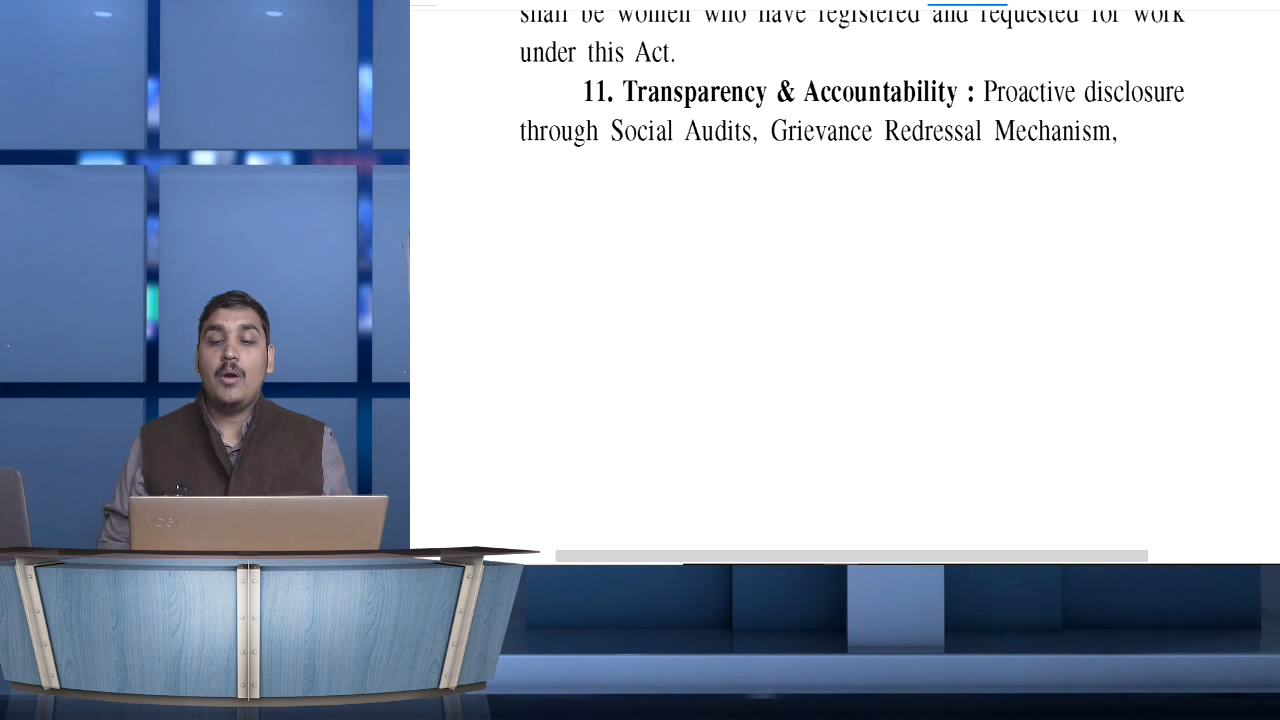 shall be women who have registered and requested for work
under this Act.
11. Transparency & Accountability : Proactive disclosure
through Social Audits, Grievance Redressal Mechanism,